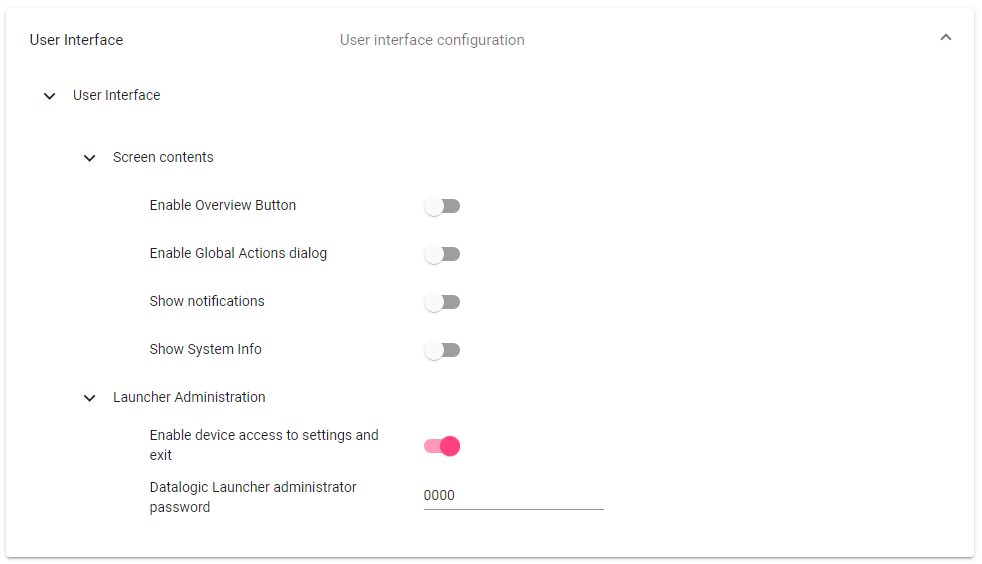 User Interface
User interface configuration
User Interface
Screen contents
Enable Overview Button
Enable Global Actions dialog
Show notifications
Show System Info
Launcher Administration
Enable device access to settings and
exit
Datalogic Launcher administrator
password
0000